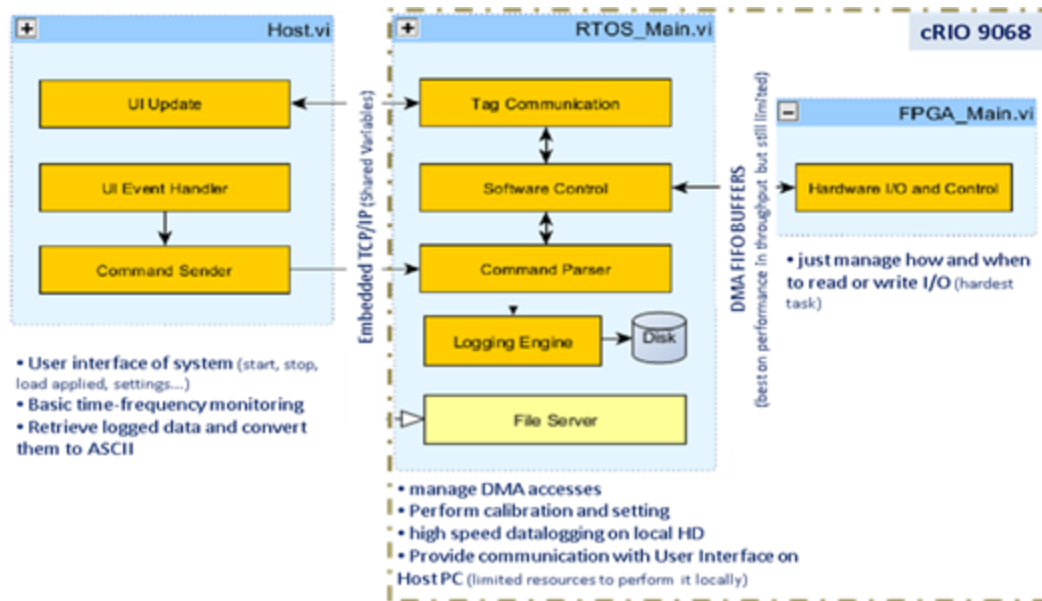 Host.vi
UI Update
UI Event Handler
Command Sender
• User interface of system (start, stop,
load applied, settings...)
• Basic time-frequency monitoring
• Retrieve logged data and convert
them to ASCII
Embedded TCP/IP (Shared Variables)
RTOS_Main.vi
Tag Communication
Software Control
Command Parser
Logging Engine
Disk
File Server
• manage DMA accesses
• Perform calibration and setting
• high speed datalogging on local HD
• Provide communication with User Interface on
Host PC (limited resources to perform it locally)
DMA FIFO BUFFERS
(best on performance in throughput but still limited)
cRIO 9068
FPGA_Main.vi
Hardware I/O and Control
• just manage how and when
to read or write I/O (hardest
task)